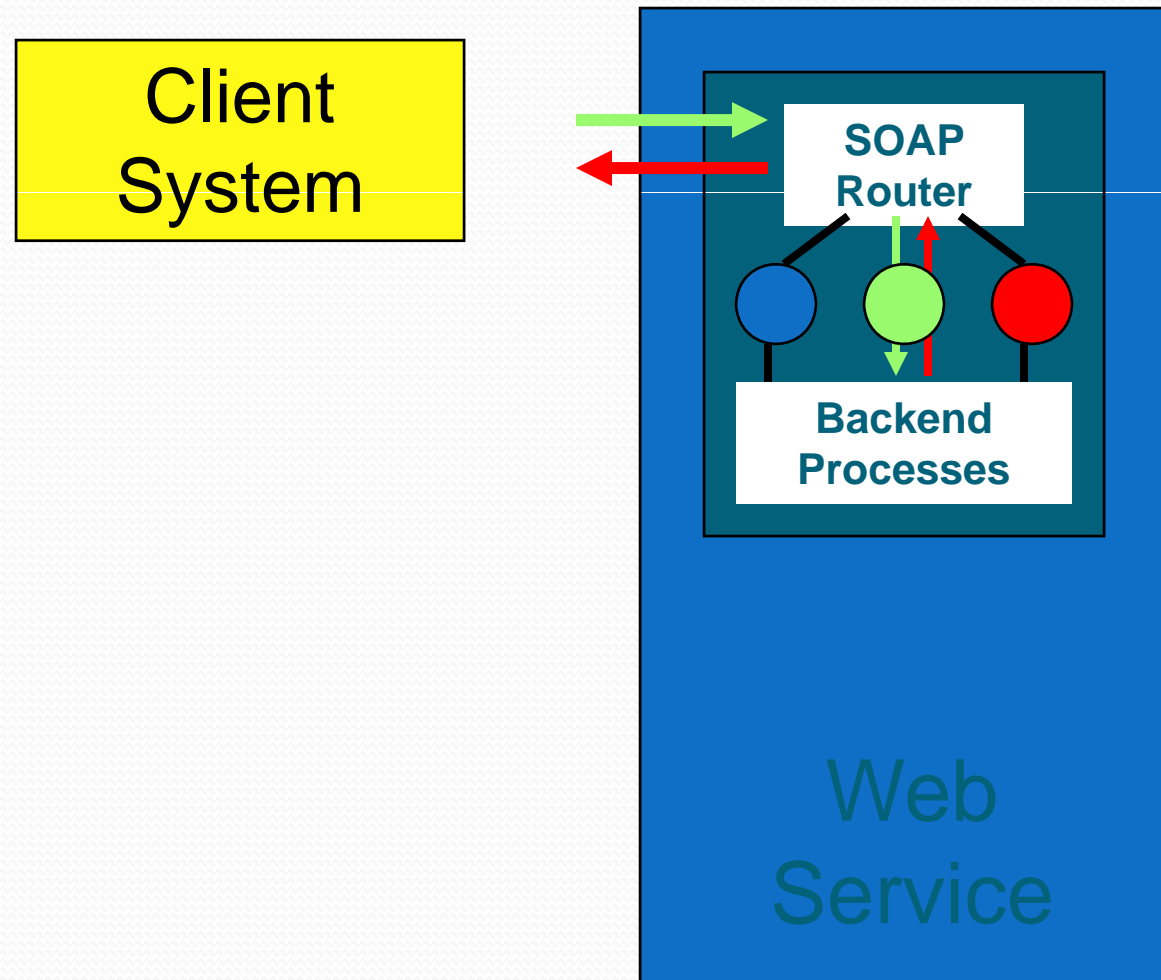 Client
System
SOAP
Router
Backend
Processes
Web
Service